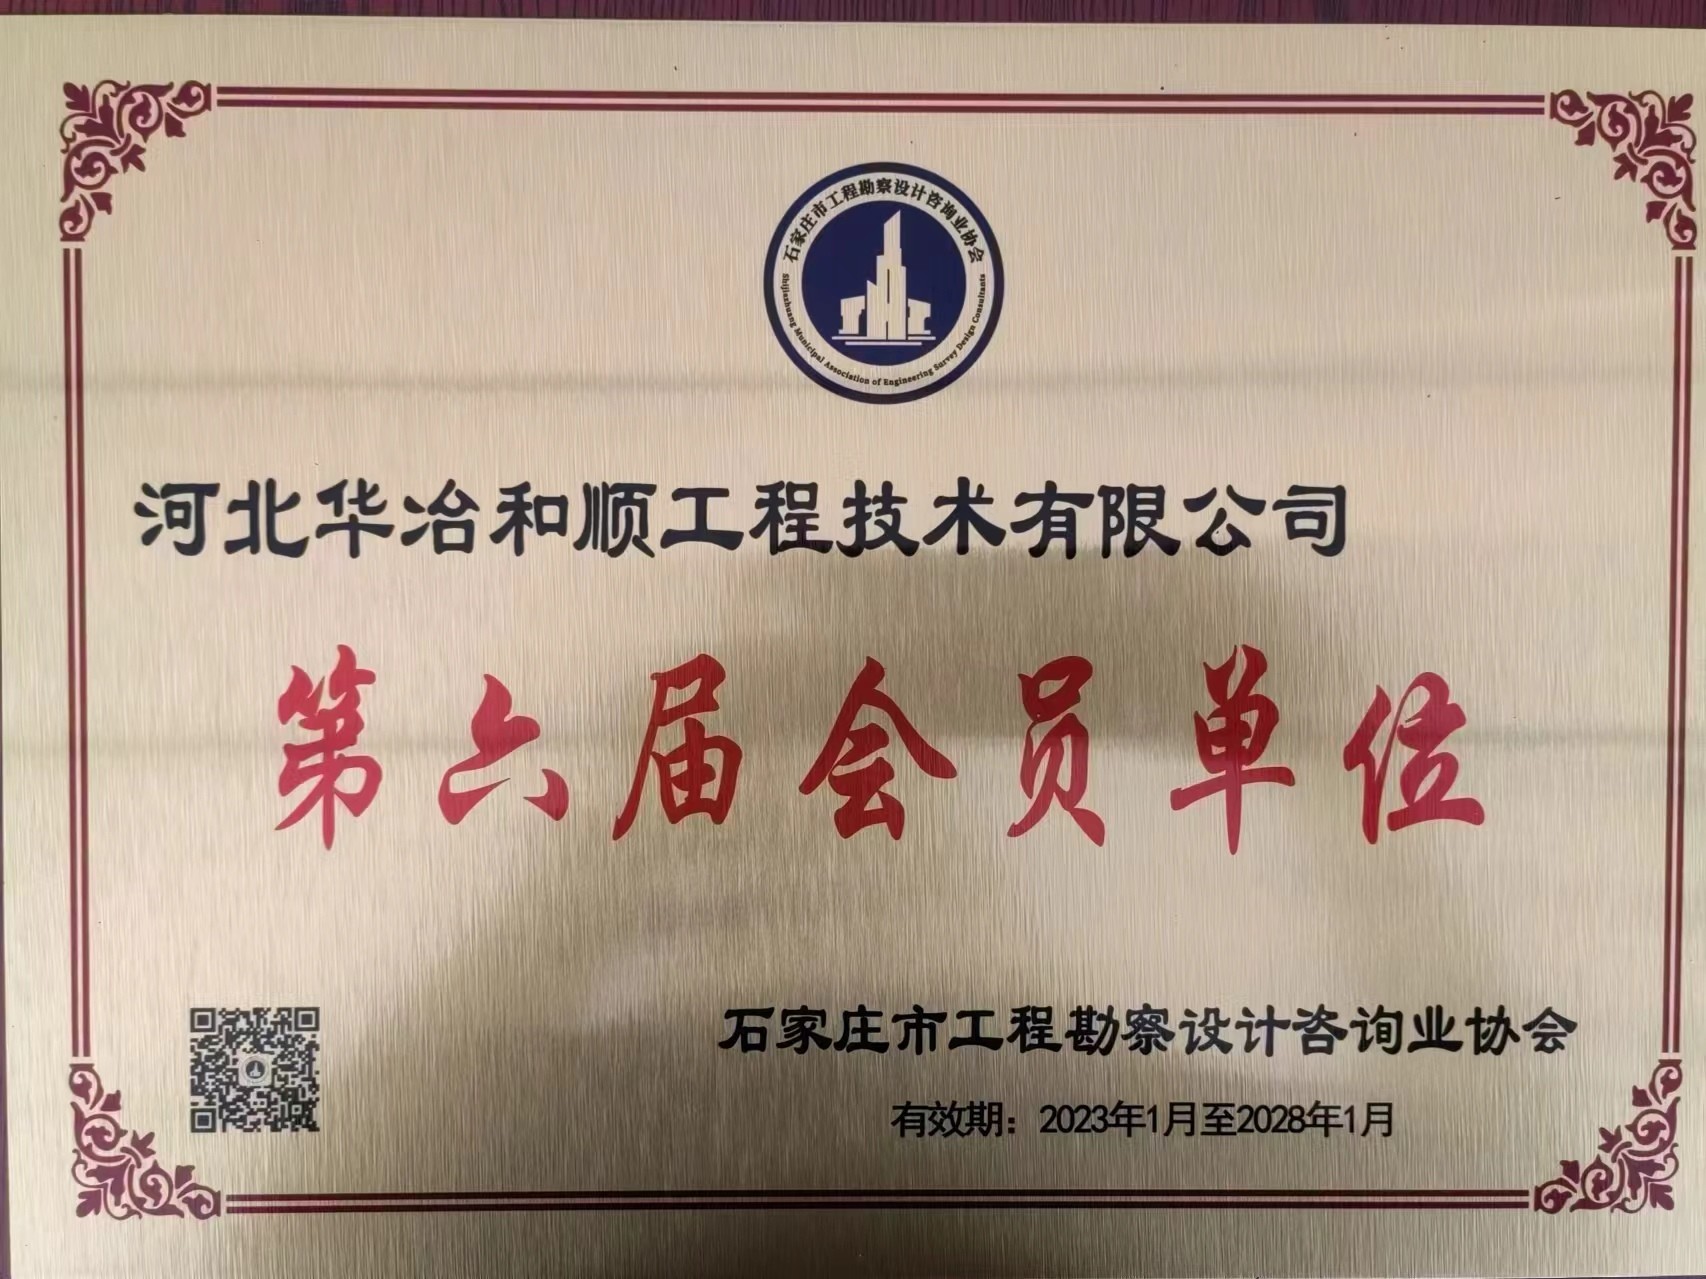 石家庄市工程勘察设计咨询业协会
Shijiazhuang Municipal Association of Engineering Survey Design Consultants
河北华冶和顺工程技术有限公司
第六届会员单位
石家庄市工程勘察设计咨询业协会
有效期：2023年1月至2028年1月